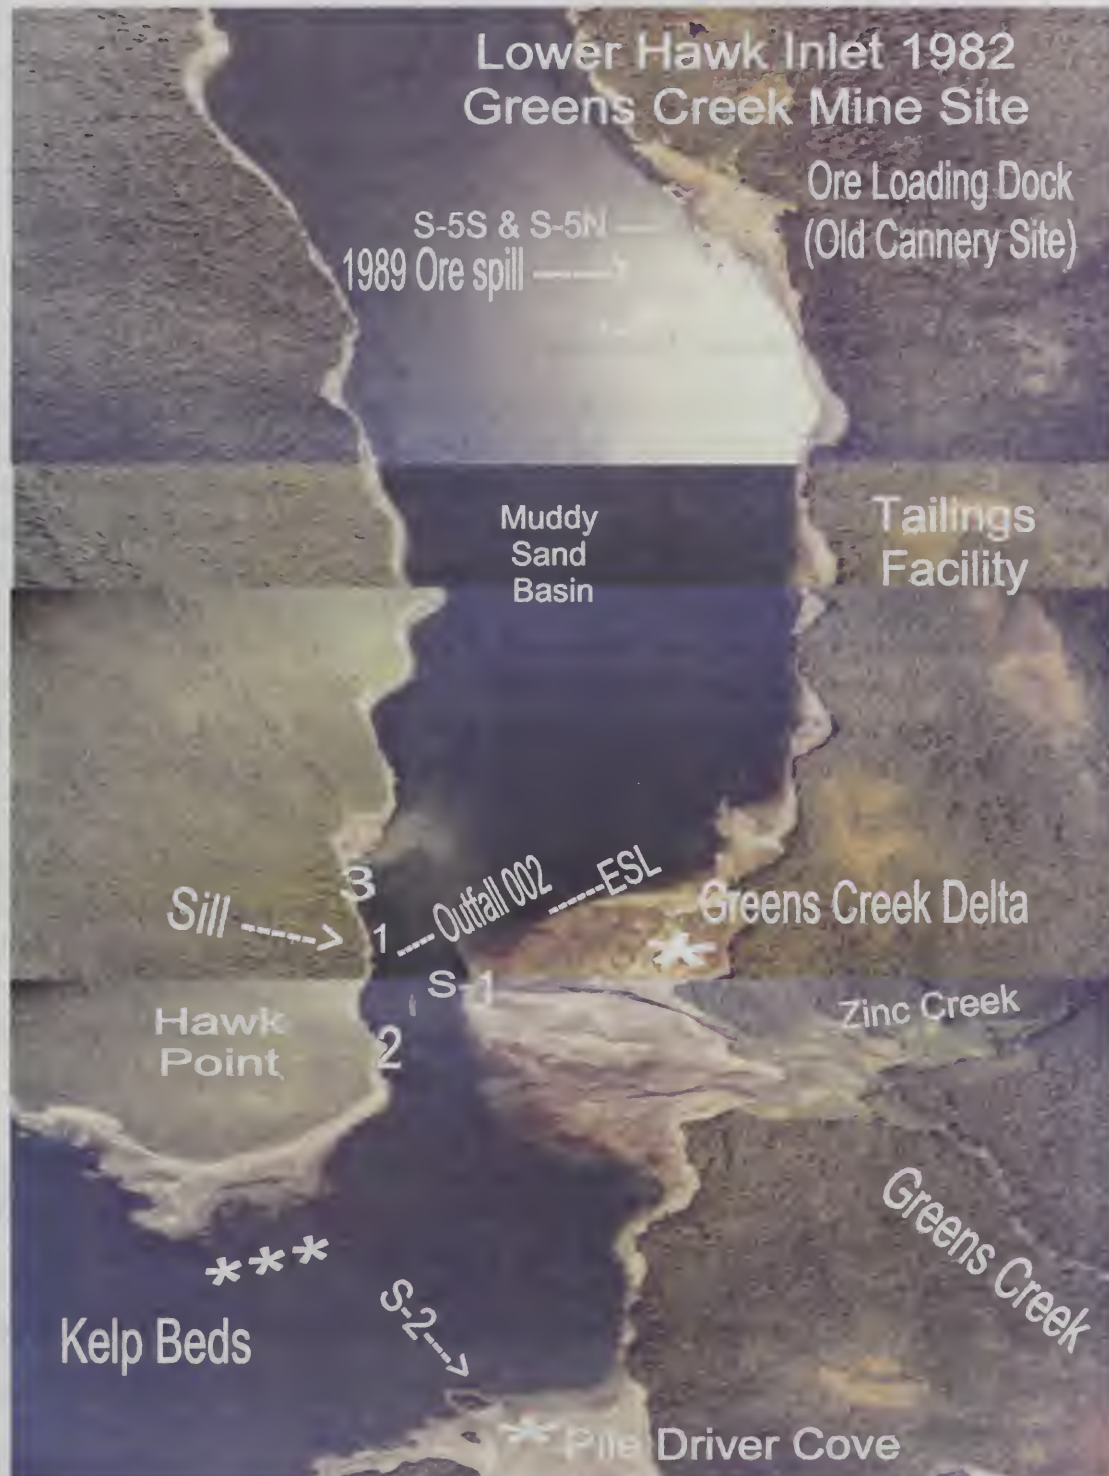 Lower Hawk Inlet 1982
Greens Creek Mine Site
Ore Loading Dock
(Old Cannery Site)
S-5S & S-5N —
1989 Ore spill ------>
Muddy
Sand
Basin
Tailings
Facility
3
Sill ----->
1 ---- Outfall 002 -----ESL
Greens Creek Delta
*
S-1
Zinc Creek
Hawk
Point
2
Greens Creek
***
S-2--->
Kelp Beds
* Pile Driver Cove